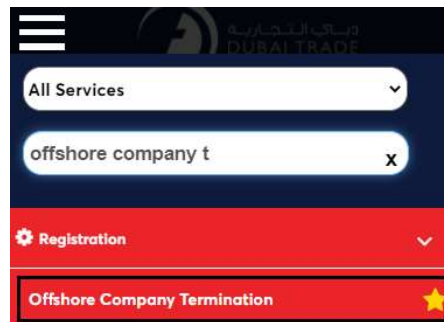 دبي التجارية
DUBAI TRADE
All Services
offshore company t
x
Registration
Offshore Company Termination